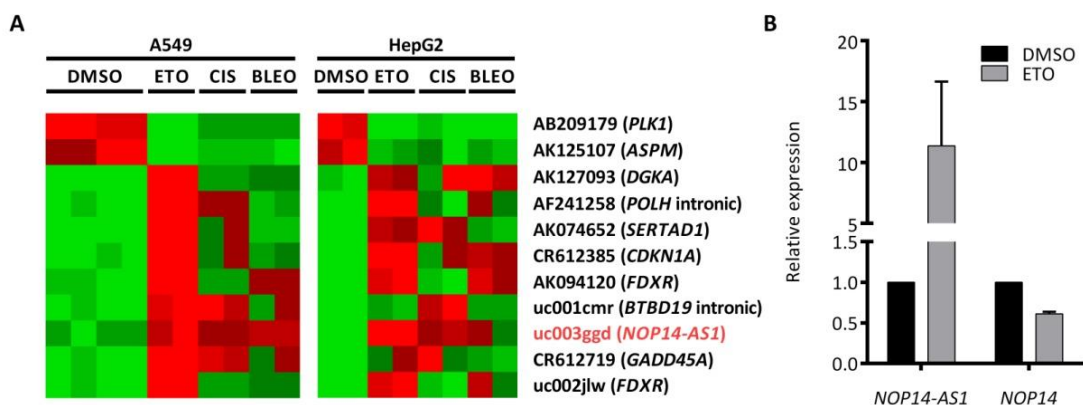 A
A549
HepG2
DMSO ETO CIS BLEO
DMSO ETO CIS BLEO
AB209179 (PLK1)
AK125107 (ASPM)
AK127093 (DGKA)
AF241258 (POLH intronic)
AK074652 (SERTAD1)
CR612385 (CDKN1A)
AK094120 (FDXR)
uc001cmr (BTBD19 intronic)
uc003ggd (NOP14-AS1)
CR612719 (GADD45A)
uc002jlw (FDXR)
B
Relative expression
20
15
10
5
1.5
1.0
0.5
0.0
DMSO
ETO
NOP14-AS1
NOP14